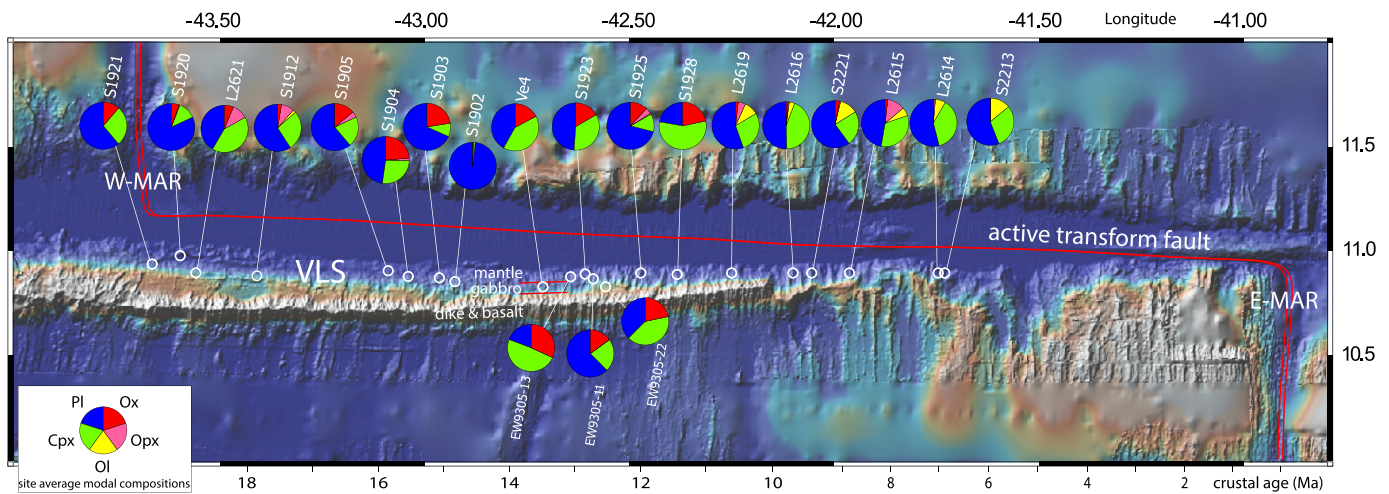 -43.50 -43.00 -42.50 -42.00 -41.50 Longitude -41.00
S1921
S1920
L2621
S1912
S1905
S1904
S1903
S1902
Ve4
S1923
S1925
S1928
L2619
L2616
S2221
L2615
L2614
S2213
11.5
W-MAR
active transform fault
11.0
VLS
mantle
gabbro
dike & basalt
E-MAR
10.5
EW9305-13
EW9305-11
EW9305-22
Pl Ox
Cpx Opx
Ol
site average modal compositions
18 16 14 12 10 8 6 4 2 crustal age (Ma)